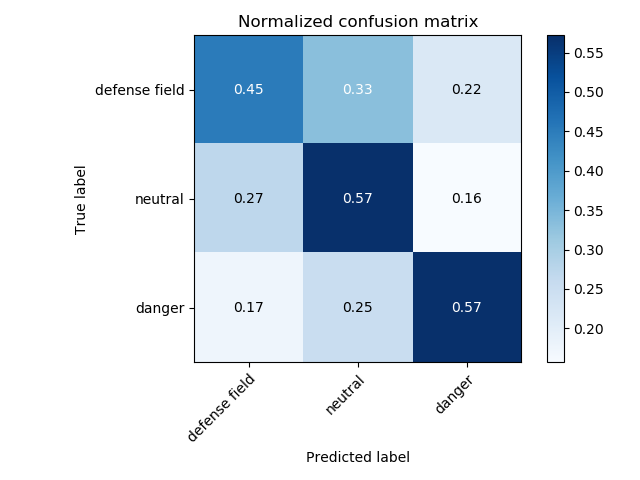 Normalized confusion matrix
True label
defense field 0.45 0.33 0.22
neutral 0.27 0.57 0.16
danger 0.17 0.25 0.57
defense field neutral danger
Predicted label
0.55
0.50
0.45
0.40
0.35
0.30
0.25
0.20